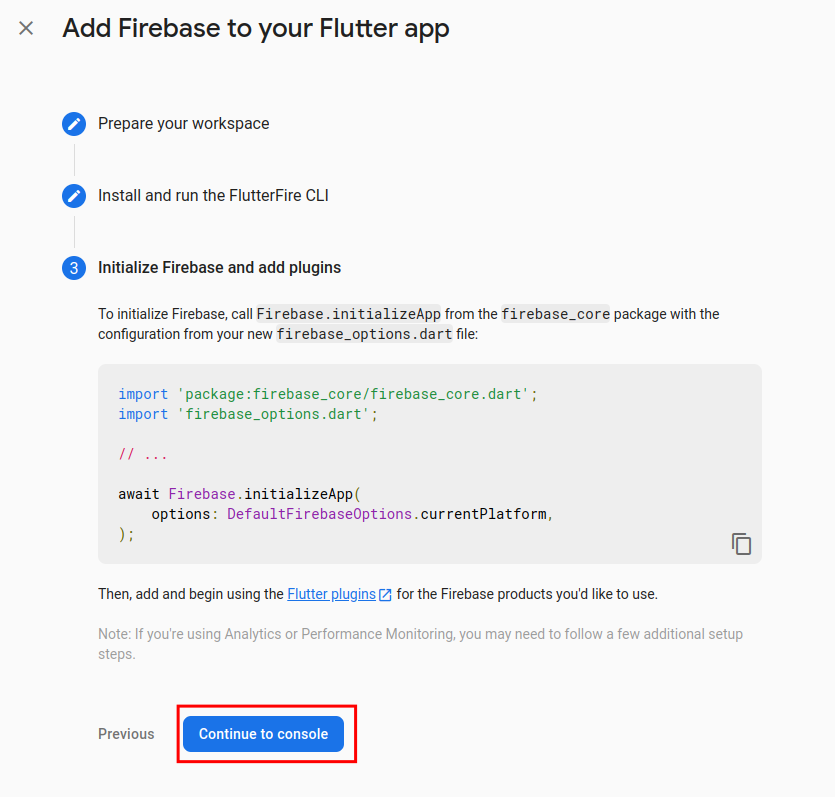 Add Firebase to your Flutter app
Prepare your workspace
Install and run the FlutterFire CLI
3 Initialize Firebase and add plugins
To initialize Firebase, call Firebase.initializeApp from the firebase_core package with the
configuration from your new firebase_options.dart file:
import 'package:firebase_core/firebase_core.dart';
import 'firebase_options.dart';
// ...
await Firebase.initializeApp(
    options: DefaultFirebaseOptions.currentPlatform,
);
Then, add and begin using the Flutter plugins for the Firebase products you'd like to use.
Note: If you're using Analytics or Performance Monitoring, you may need to follow a few additional setup
steps.
Previous Continue to console